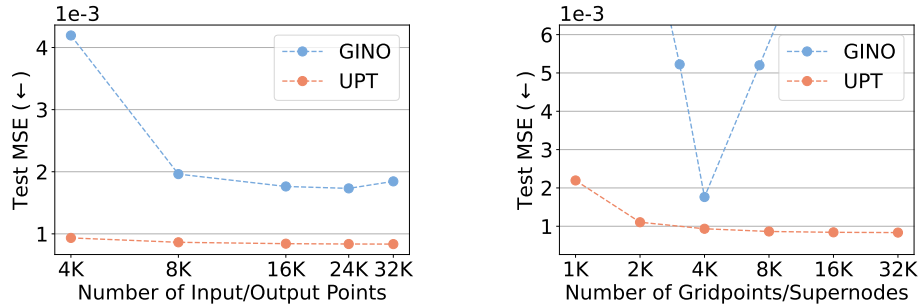 1e-3
4
3
2
1
Test MSE (←)
GINO
UPT
4K 8K 16K 24K 32K
Number of Input/Output Points
1e-3
6
5
4
3
2
1
Test MSE (←)
GINO
UPT
1K 2K 4K 8K 16K 32K
Number of Gridpoints/Supernodes